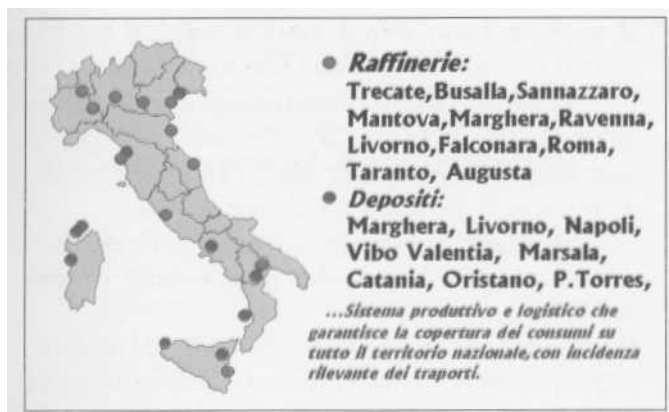 Raffinerie:
Trecate,Busalla,Sannazzaro,
Mantova,Marghera,Ravenna,
Livorno,Falconara,Roma,
Taranto, Augusta
Depositi:
Marghera, Livorno, Napoli,
Vibo Valentia, Marsala,
Catania, Oristano, P.Torres,
...Sistema produttivo e logistico che
garantisce la copertura dei consumi su
tutto il territorio nazionale,con incidenza
rilevante dei traporti.